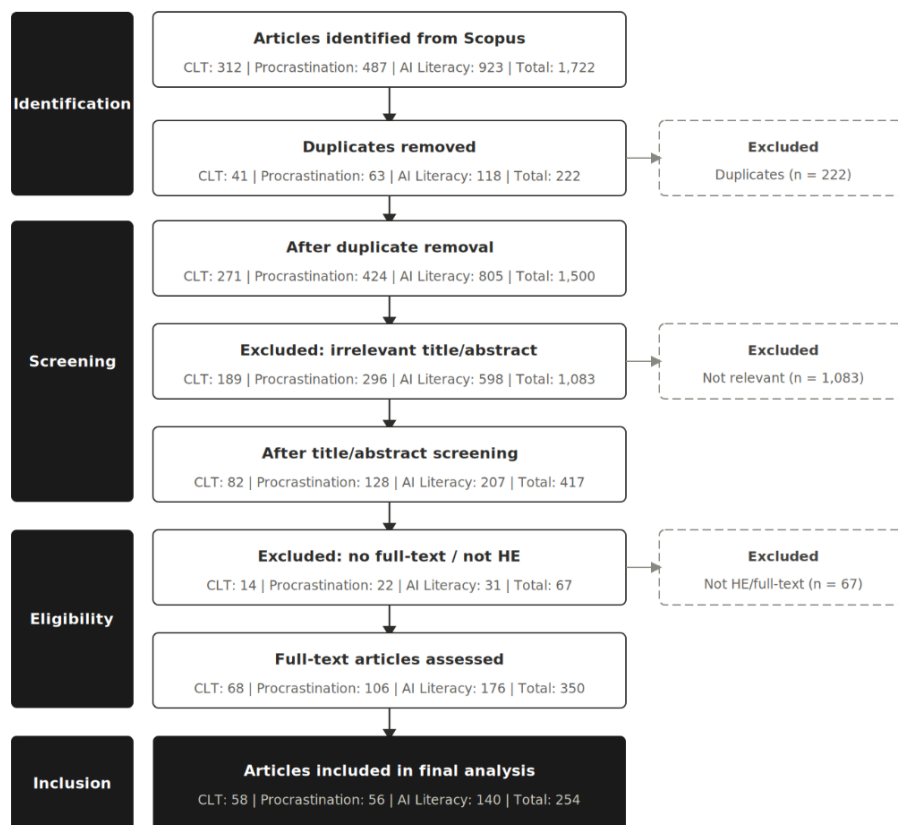 Identification
Articles identified from Scopus
CLT: 312 | Procrastination: 487 | AI Literacy: 923 | Total: 1,722
Duplicates removed
CLT: 41 | Procrastination: 63 | AI Literacy: 118 | Total: 222
Excluded
Duplicates (n = 222)
Screening
After duplicate removal
CLT: 271 | Procrastination: 424 | AI Literacy: 805 | Total: 1,500
Excluded: irrelevant title/abstract
CLT: 189 | Procrastination: 296 | AI Literacy: 598 | Total: 1,083
Excluded
Not relevant (n = 1,083)
After title/abstract screening
CLT: 82 | Procrastination: 128 | AI Literacy: 207 | Total: 417
Eligibility
Excluded: no full-text / not HE
CLT: 14 | Procrastination: 22 | AI Literacy: 31 | Total: 67
Excluded
Not HE/full-text (n = 67)
Full-text articles assessed
CLT: 68 | Procrastination: 106 | AI Literacy: 176 | Total: 350
Inclusion
Articles included in final analysis
CLT: 58 | Procrastination: 56 | AI Literacy: 140 | Total: 254